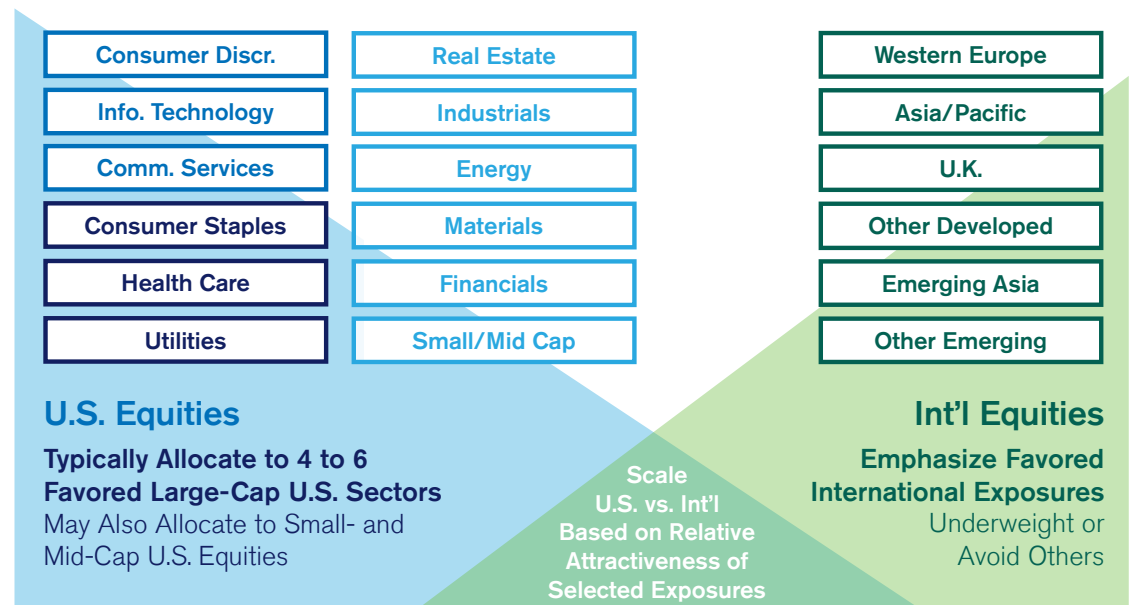 Consumer Discr.
Info. Technology
Comm. Services
Consumer Staples
Health Care
Utilities
Real Estate
Industrials
Energy
Materials
Financials
Small/Mid Cap
Western Europe
Asia/Pacific
U.K.
Other Developed
Emerging Asia
Other Emerging
U.S. Equities
Typically Allocate to 4 to 6
Favored Large-Cap U.S. Sectors
May Also Allocate to Small- and
Mid-Cap U.S. Equities
Scale
U.S. vs. Int’l
Based on Relative
Attractiveness of
Selected Exposures
Int’l Equities
Emphasize Favored
International Exposures
Underweight or
Avoid Others